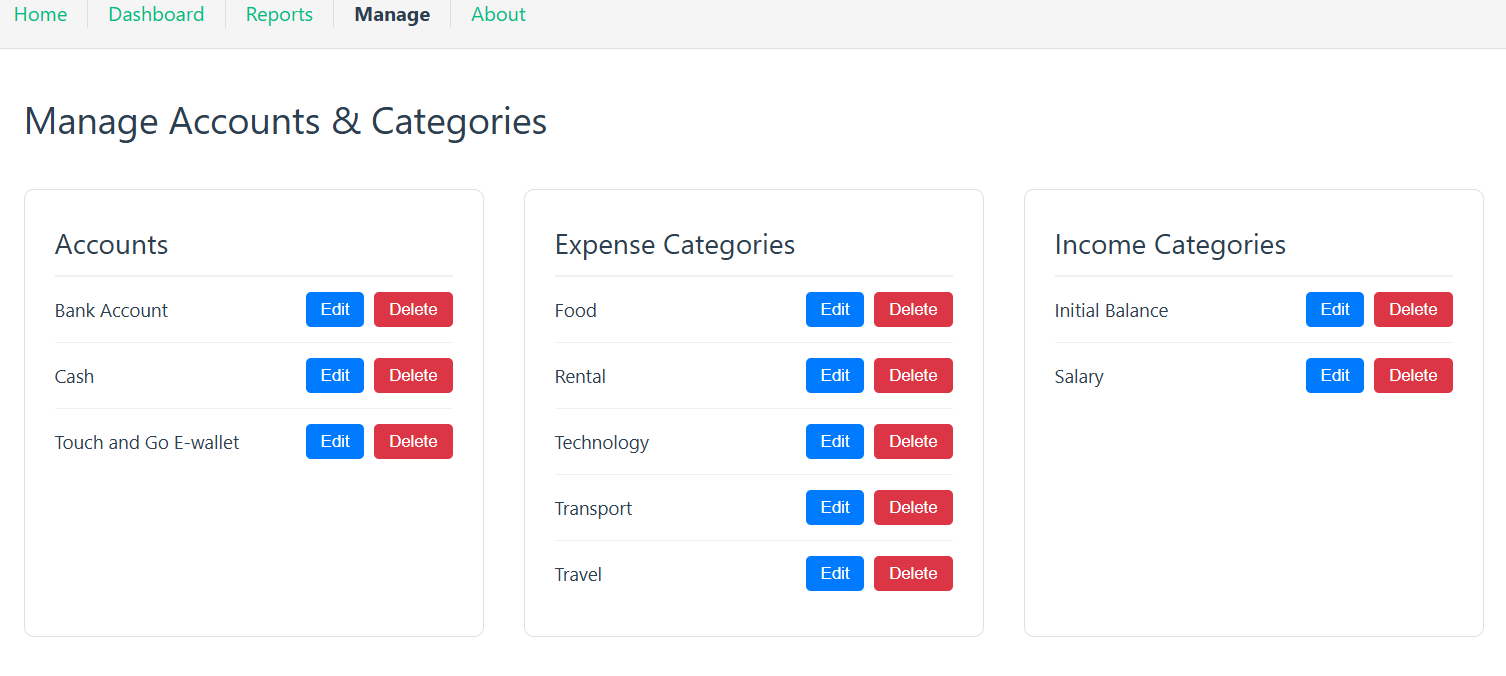 Home Dashboard Reports Manage About
Manage Accounts & Categories
Accounts
Bank Account Edit Delete
Cash Edit Delete
Touch and Go E-wallet Edit Delete
Expense Categories
Food Edit Delete
Rental Edit Delete
Technology Edit Delete
Transport Edit Delete
Travel Edit Delete
Income Categories
Initial Balance Edit Delete
Salary Edit Delete